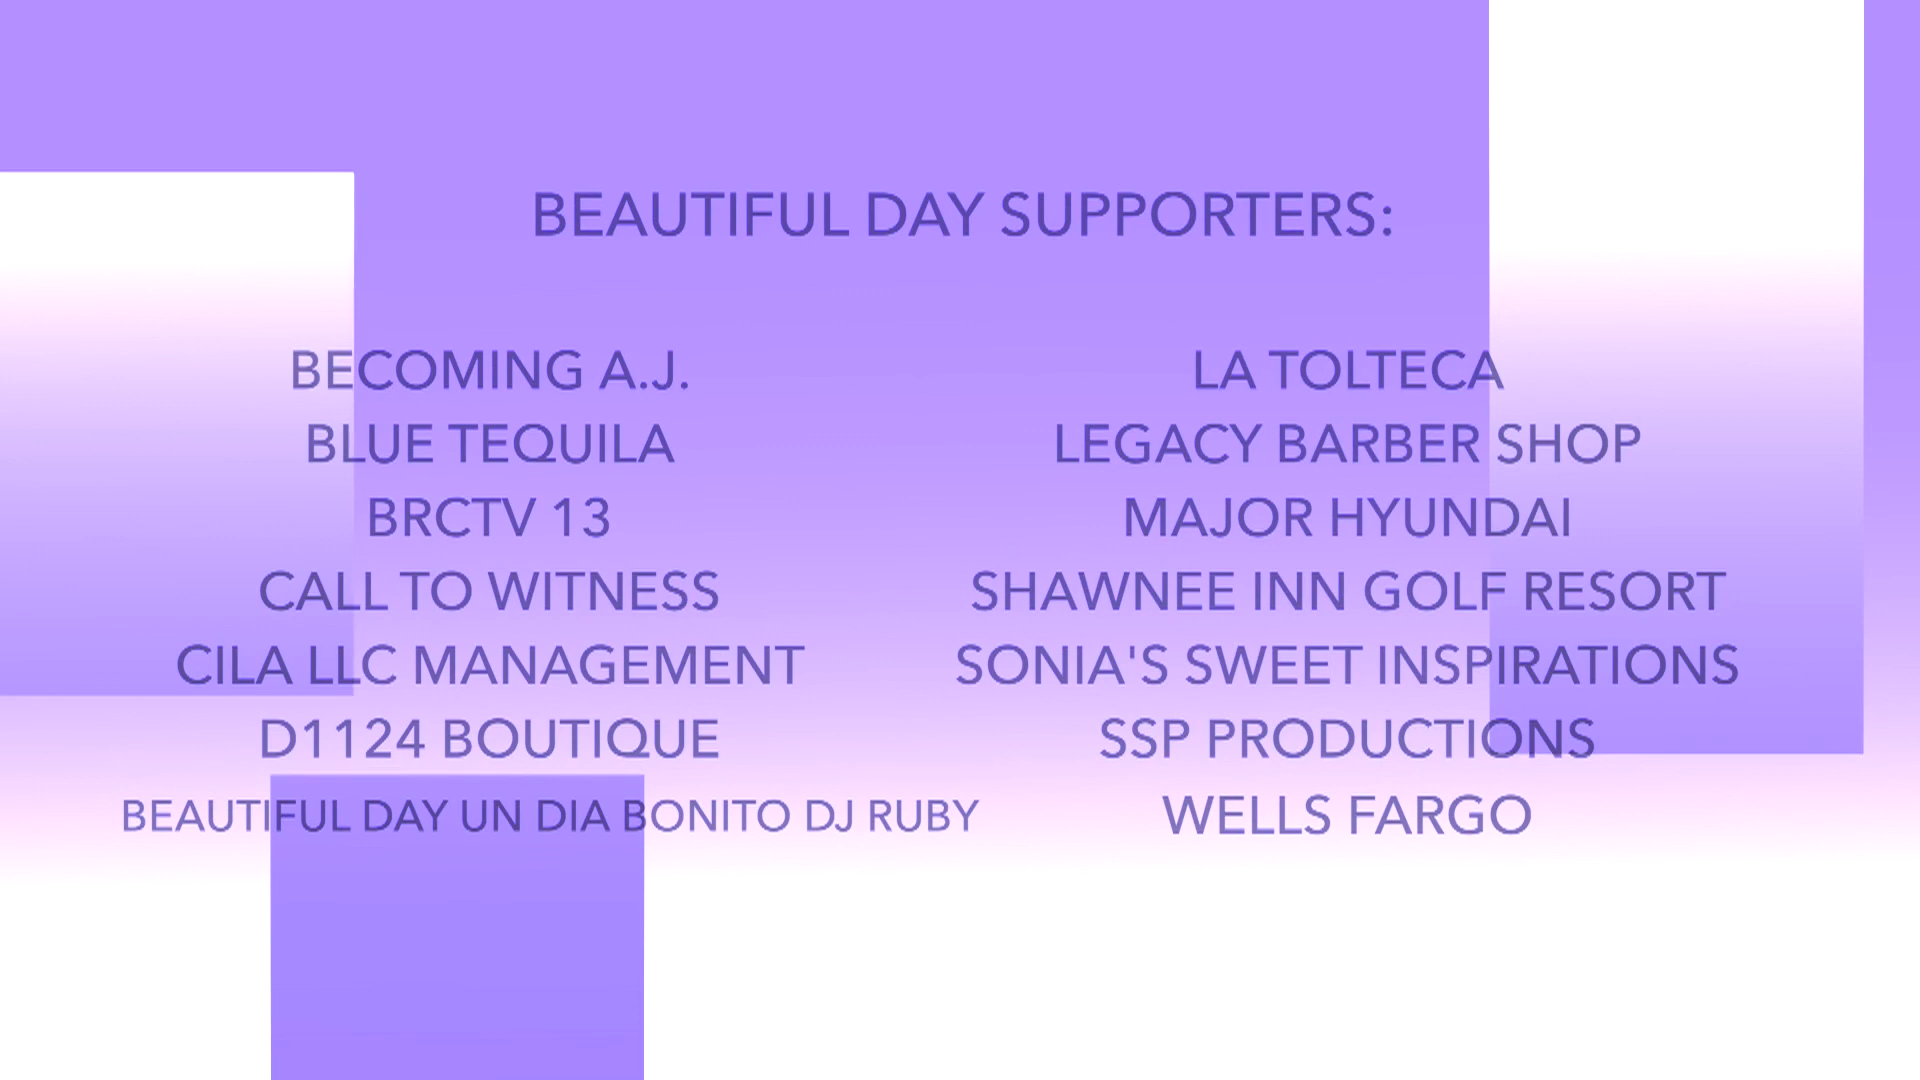 BEAUTIFUL DAY SUPPORTERS:
BECOMING A.J.
BLUE TEQUILA
BRCTV 13
CALL TO WITNESS
CILA LLC MANAGEMENT
D1124 BOUTIQUE
BEAUTIFUL DAY UN DIA BONITO DJ RUBY
LA TOLTECA
LEGACY BARBER SHOP
MAJOR HYUNDAI
SHAWNEE INN GOLF RESORT
SONIA'S SWEET INSPIRATIONS
SSP PRODUCTIONS
WELLS FARGO